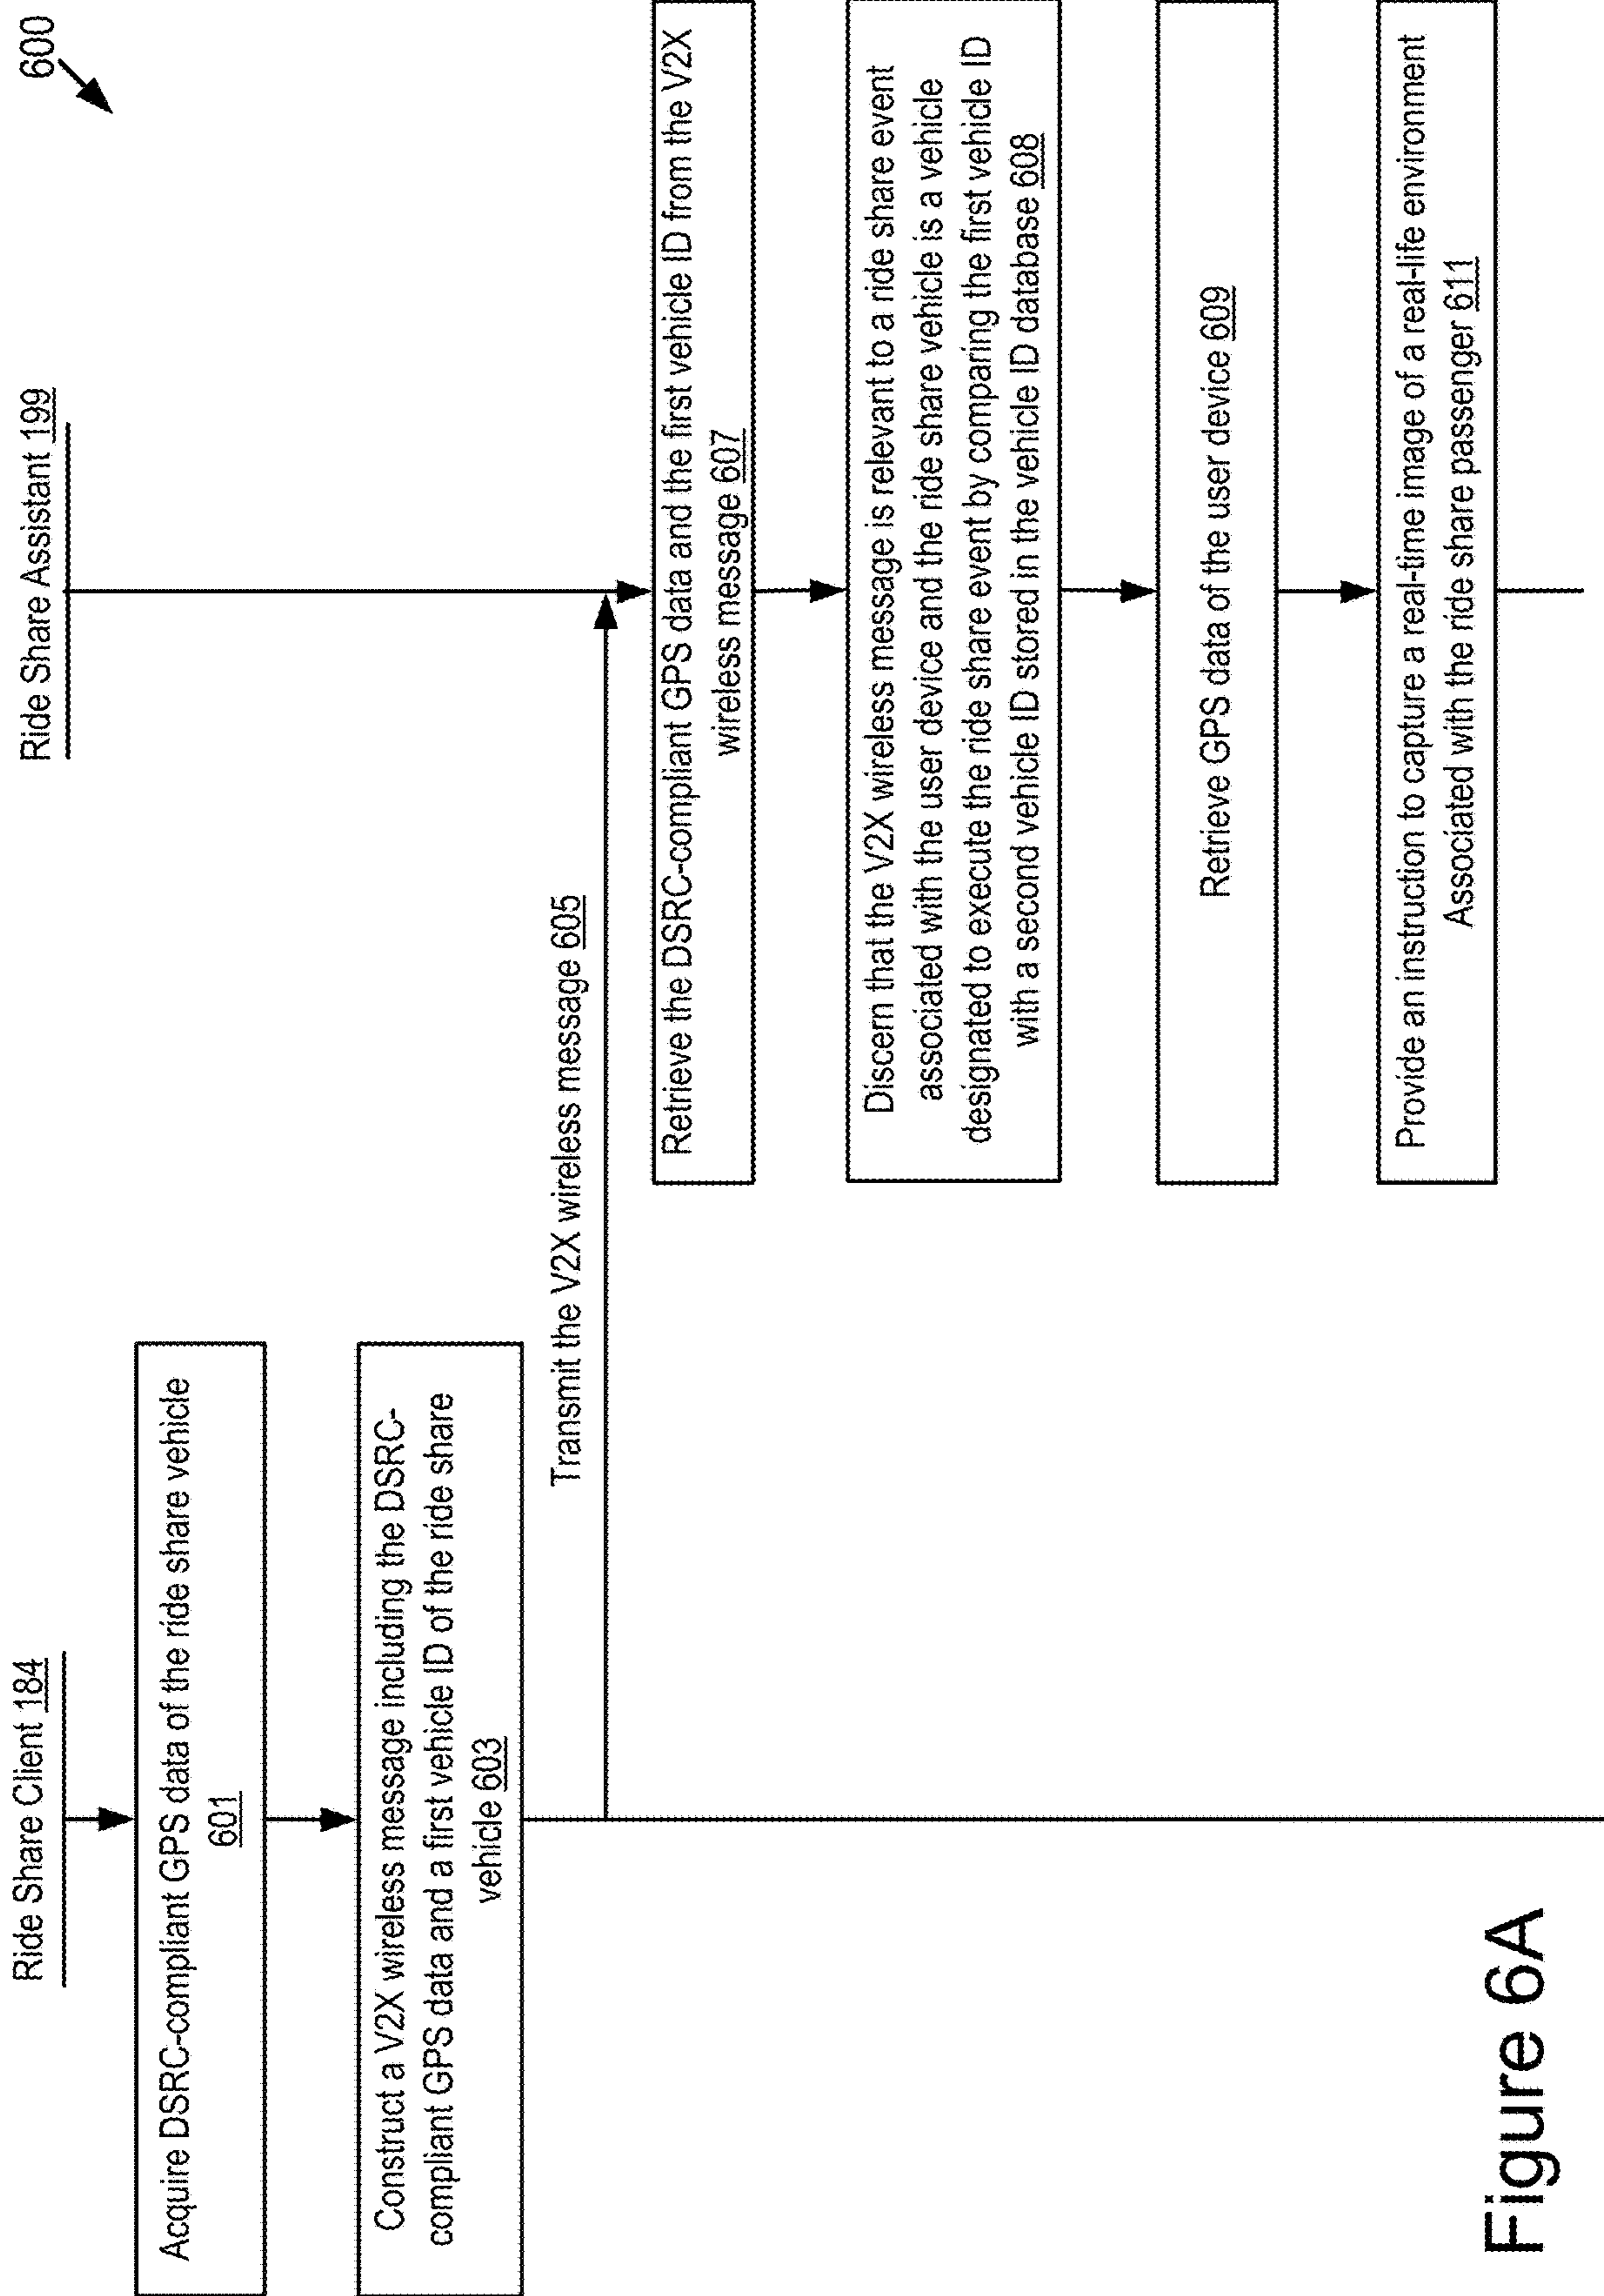 600
Ride Share Client 184
Ride Share Assistant 199
Acquire DSRC-compliant GPS data of the ride share vehicle
601
Construct a V2X wireless message including the DSRC-
compliant GPS data and a first vehicle ID of the ride share
vehicle 603
Transmit the V2X wireless message 605
Retrieve the DSRC-compliant GPS data and the first vehicle ID from the V2X
wireless message 607
Discern that the V2X wireless message is relevant to a ride share event
associated with the user device and the ride share vehicle is a vehicle
designated to execute the ride share event by comparing the first vehicle ID
with a second vehicle ID stored in the vehicle ID database 608
Retrieve GPS data of the user device 609
Provide an instruction to capture a real-time image of a real-life environment
Associated with the ride share passenger 611
Figure 6A